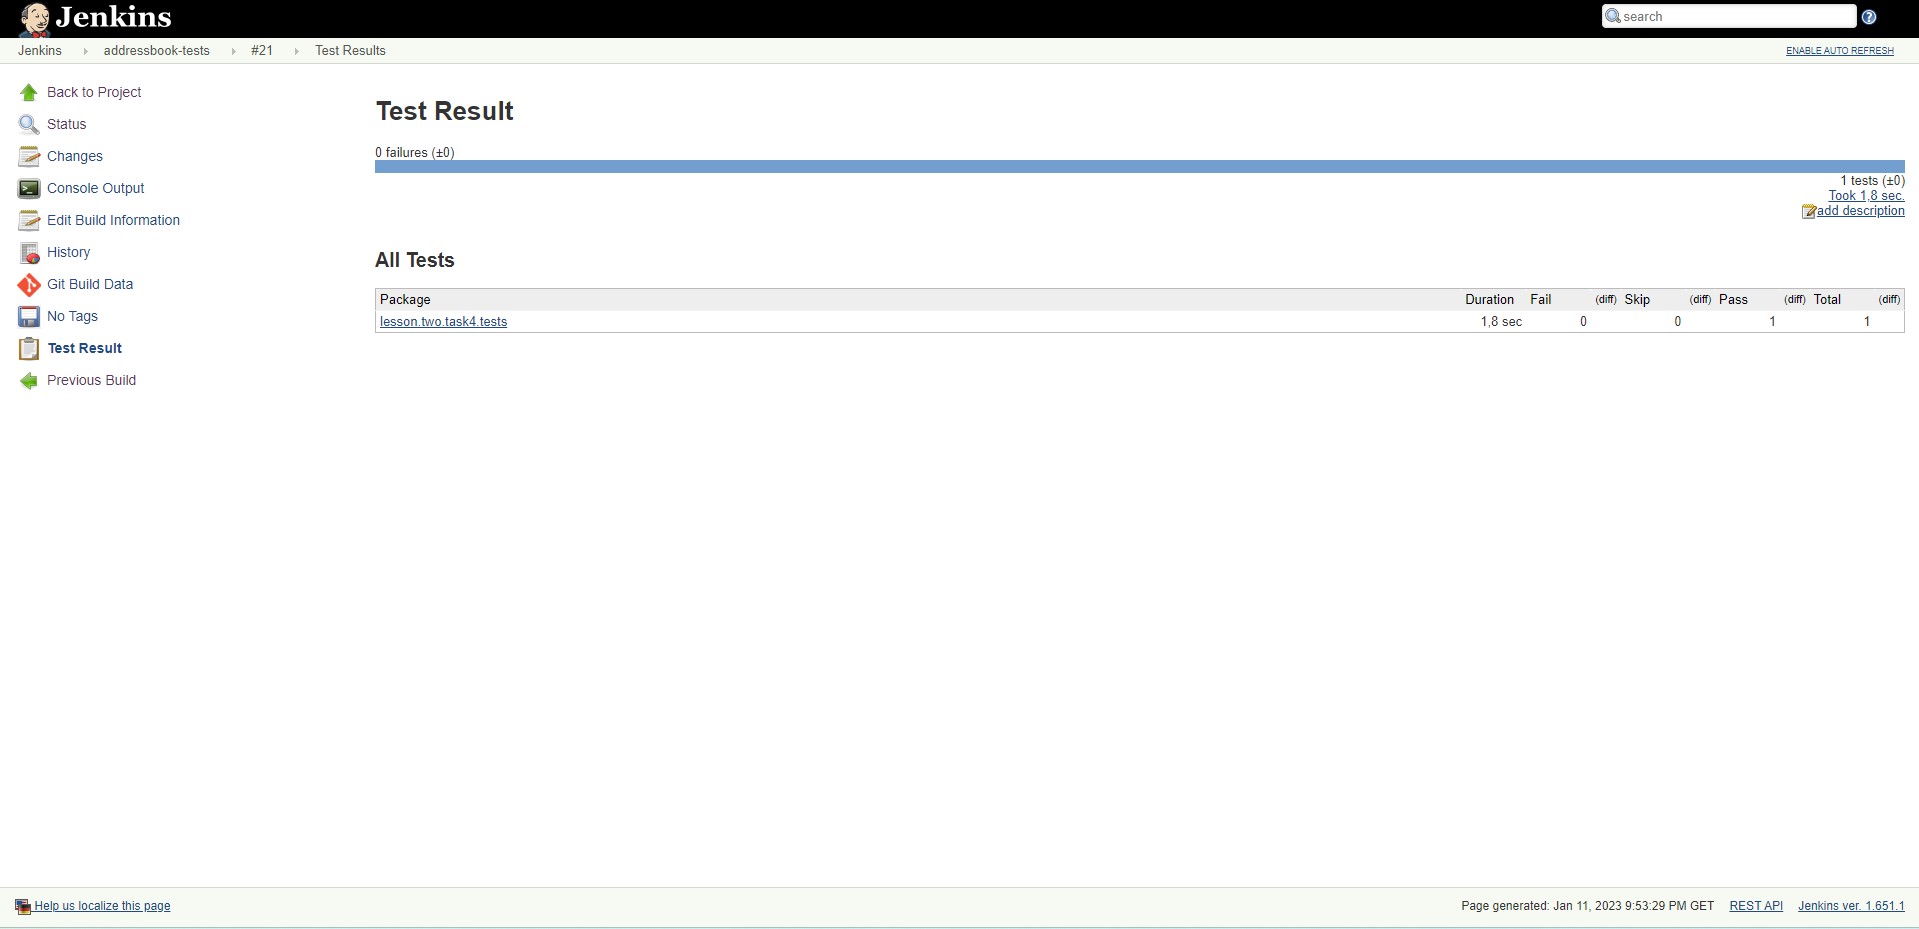 Jenkins
search
Jenkins addressbook-tests #21 Test Results
ENABLE AUTO REFRESH
Back to Project
Status
Changes
Console Output
Edit Build Information
History
Git Build Data
No Tags
Test Result
Previous Build
Test Result
0 failures (±0)
1 tests (±0)
Took 1,8 sec.
add description
All Tests
Package Duration Fail (diff) Skip (diff) Pass (diff) Total (diff)
lesson.two.task4.tests 1,8 sec 0 0 1 1
Help us localize this page
Page generated: Jan 11, 2023 9:53:29 PM GET REST API Jenkins ver. 1.651.1